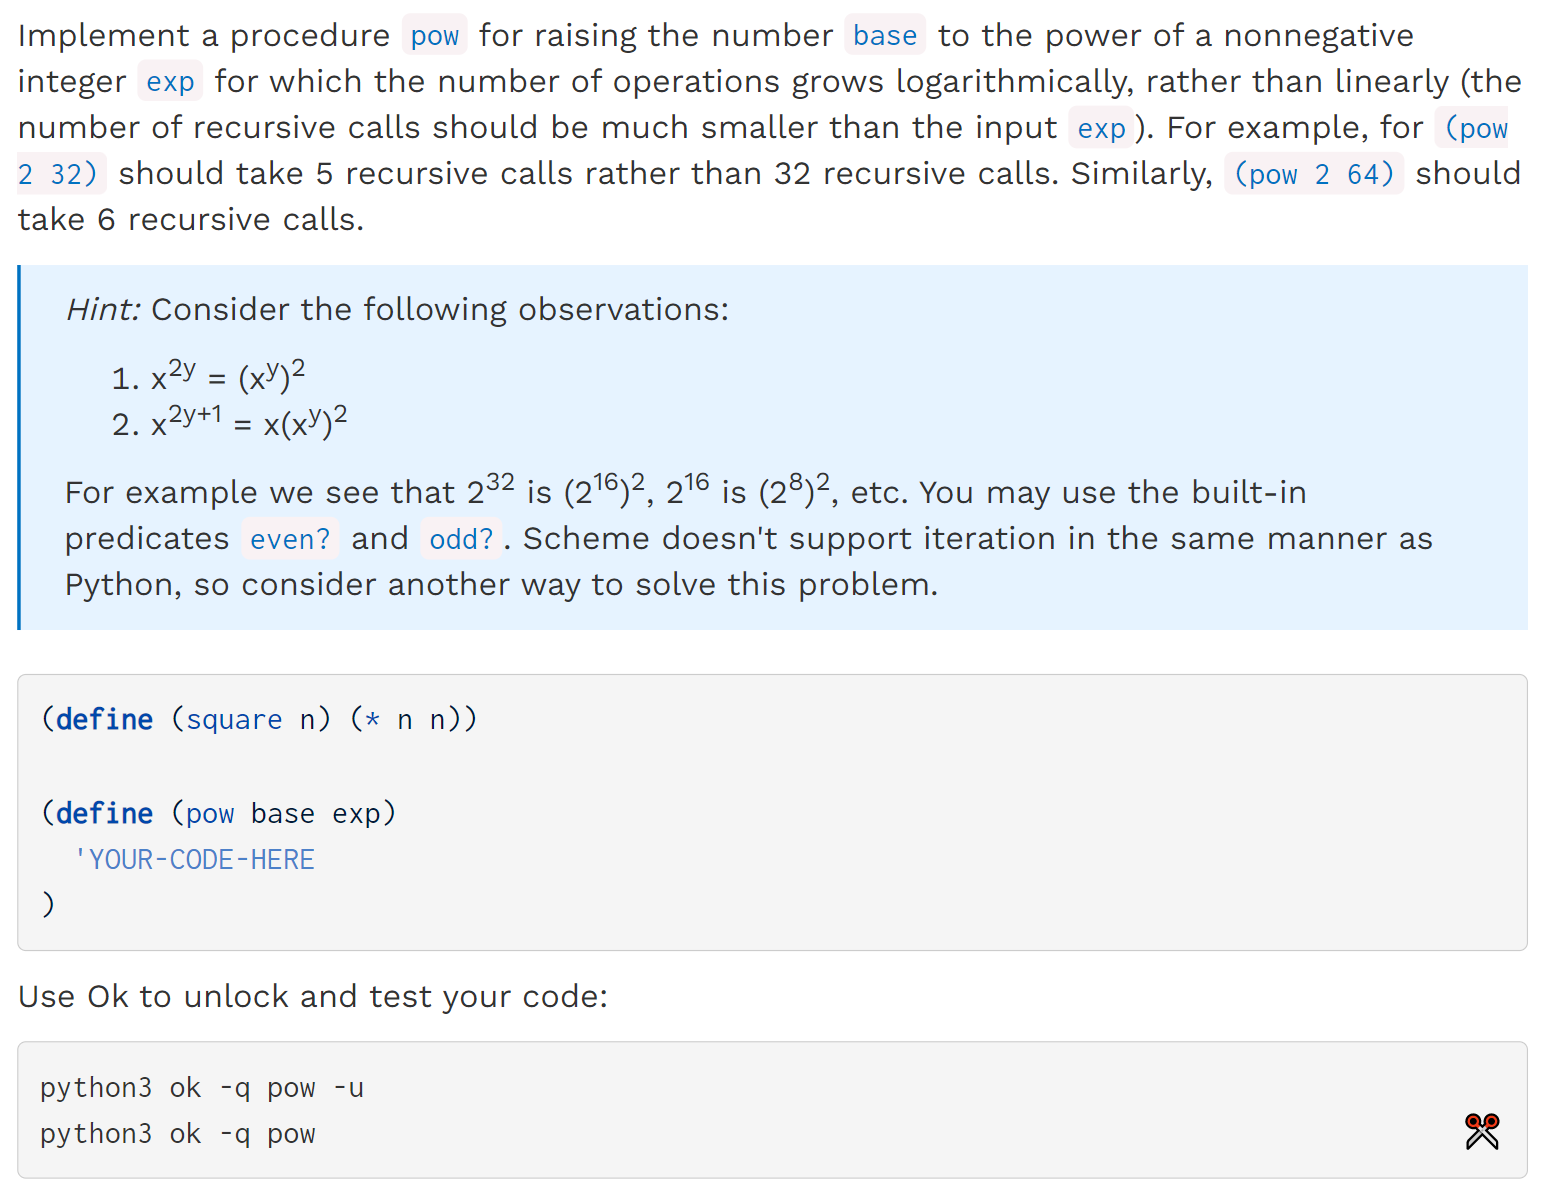 Implement a procedure pow for raising the number base to the power of a nonnegative
integer exp for which the number of operations grows logarithmically, rather than linearly (the
number of recursive calls should be much smaller than the input exp). For example, for (pow
2 32) should take 5 recursive calls rather than 32 recursive calls. Similarly, (pow 2 64) should
take 6 recursive calls.
Hint: Consider the following observations:
1. x^2y = (x^y)^2
2. x^2y+1 = x(x^y)^2
For example we see that 2^32 is (2^16)^2, 2^16 is (2^8)^2, etc. You may use the built-in
predicates even? and odd?. Scheme doesn't support iteration in the same manner as
Python, so consider another way to solve this problem.
(define (square n) (* n n))
(define (pow base exp)
'YOUR-CODE-HERE
)
Use Ok to unlock and test your code:
python3 ok -q pow -u
python3 ok -q pow